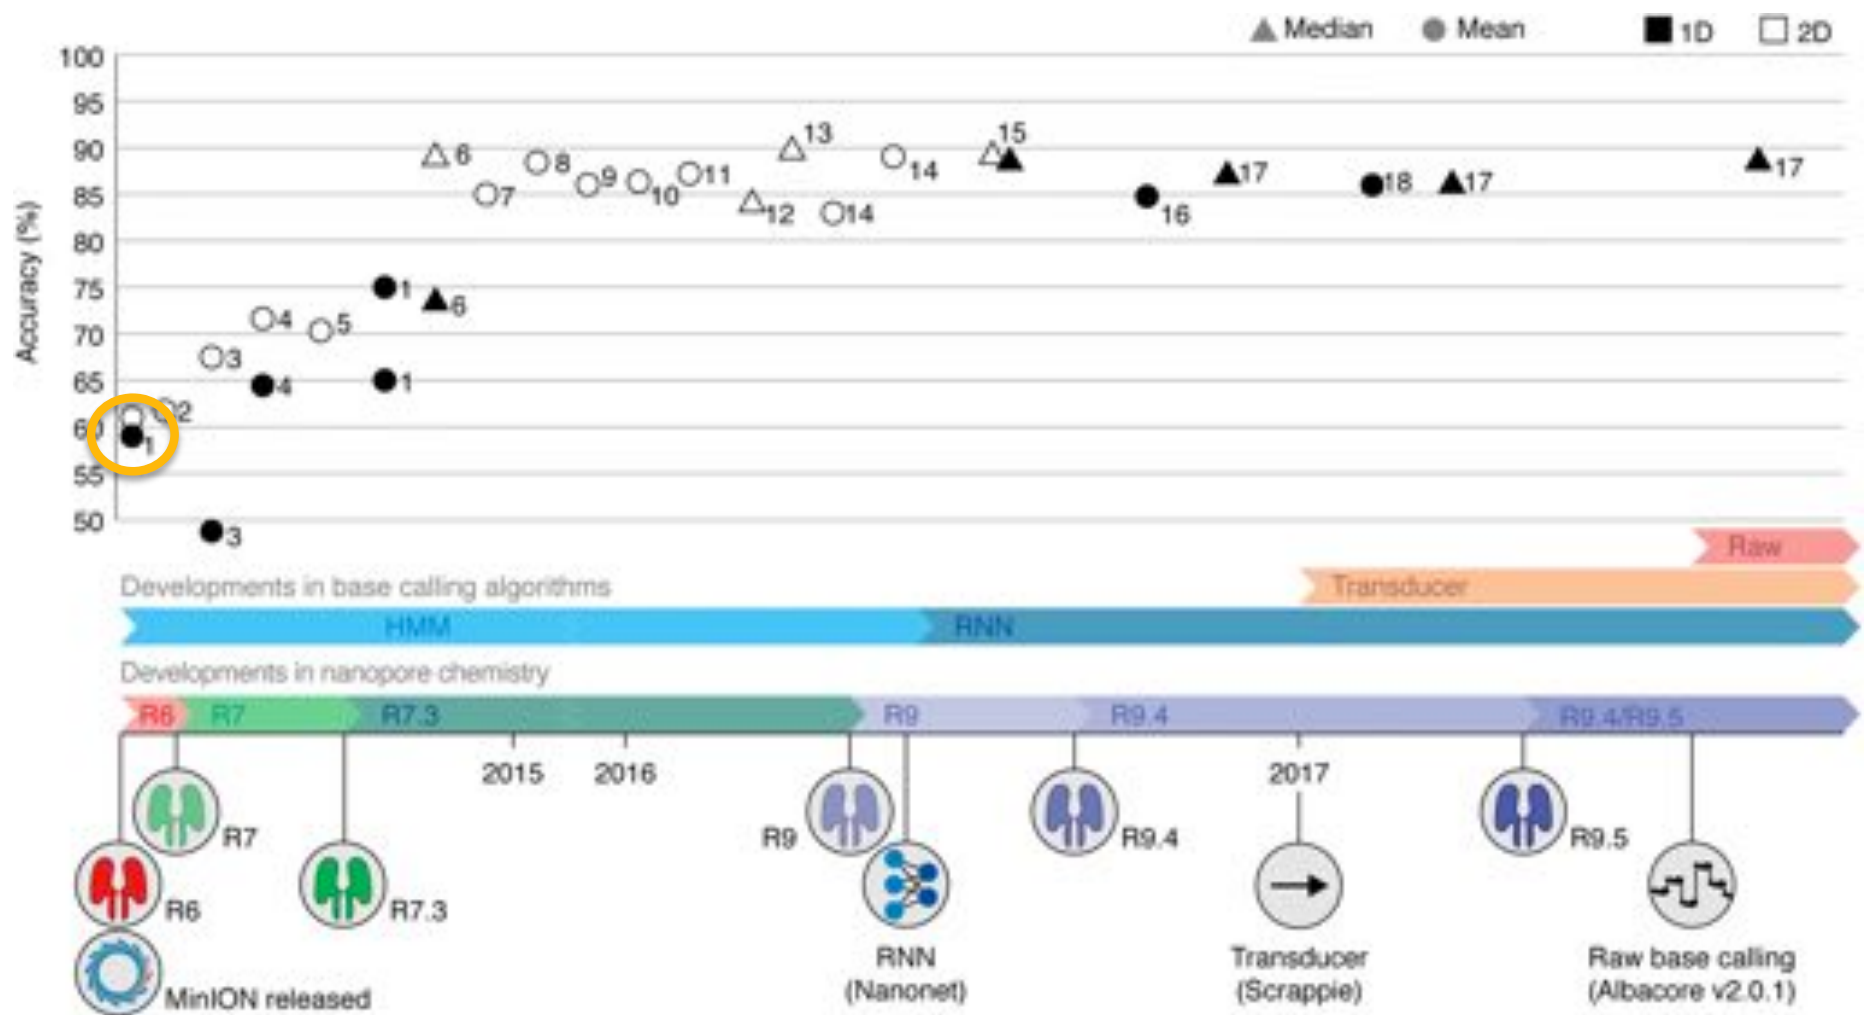 Median Mean 1D 2D
100
95
90
85
80
75
70
65
60
55
50
Accuracy (%)
1
2
3
3
4
4
5
1
1
6
6
7
8
9
10
11
12
13
14
14
15
16
17
18
17
17
Raw
Developments in base calling algorithms
Transducer
HMM RNN
Developments in nanopore chemistry
R6 R7 R7.3 R9 R9.4 R9.4/R9.5
2015 2016 2017
R7 R9 R9.4 R9.5
R6 R7.3
RNN
(Nanonet)
Transducer
(Scrappie)
Raw base calling
(Albacore v2.0.1)
MinION released